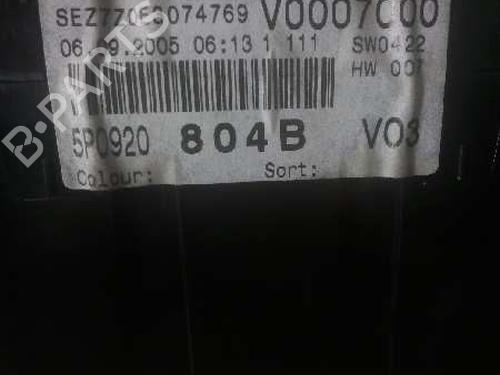 SEZ7Z0E3074769 V0007C00
06.09.2005 06:13 1 111 SW0422
HW 007
5P0920 804B V03
Colour: Sort:
B-PARTS